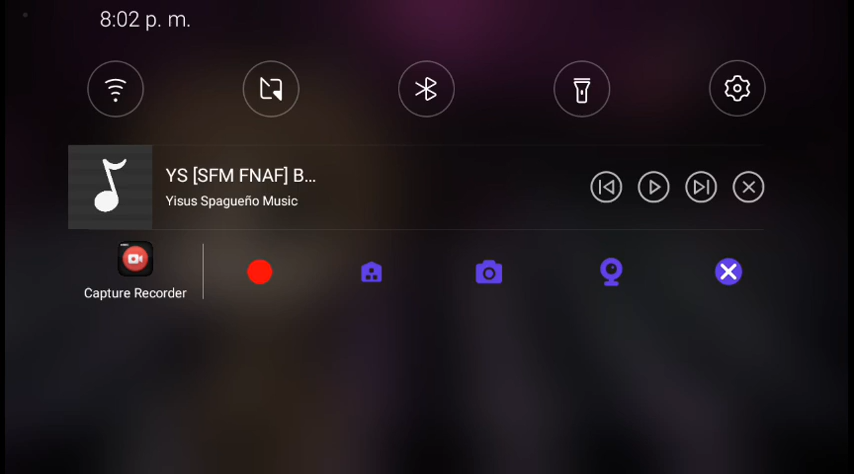 8:02 p. m.
YS [SFM FNAF] B...
Yisus Spagueño Music
Capture Recorder